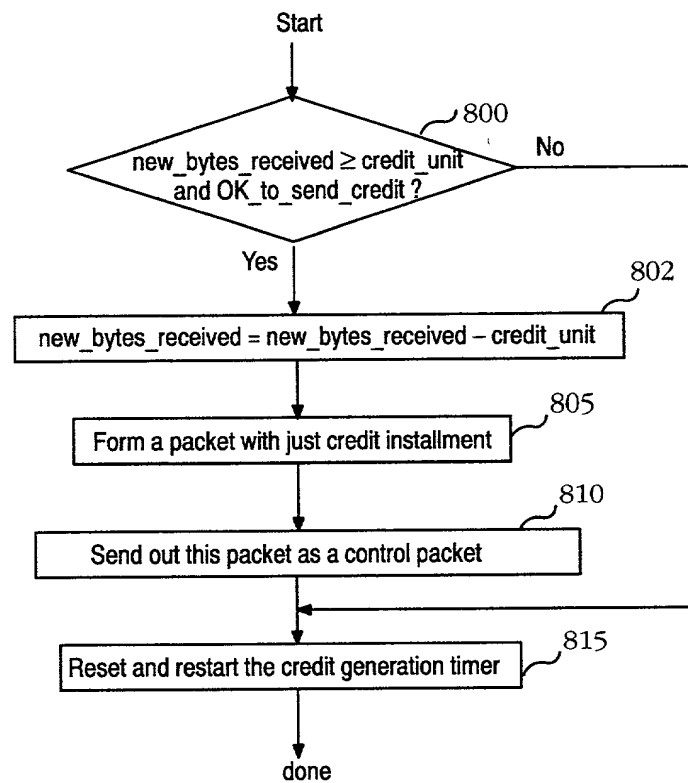 Start
800
new_bytes_received ≥ credit_unit
and OK_to_send_credit ?
No
Yes
802
new_bytes_received = new_bytes_received – credit_unit
805
Form a packet with just credit installment
810
Send out this packet as a control packet
815
Reset and restart the credit generation timer
done